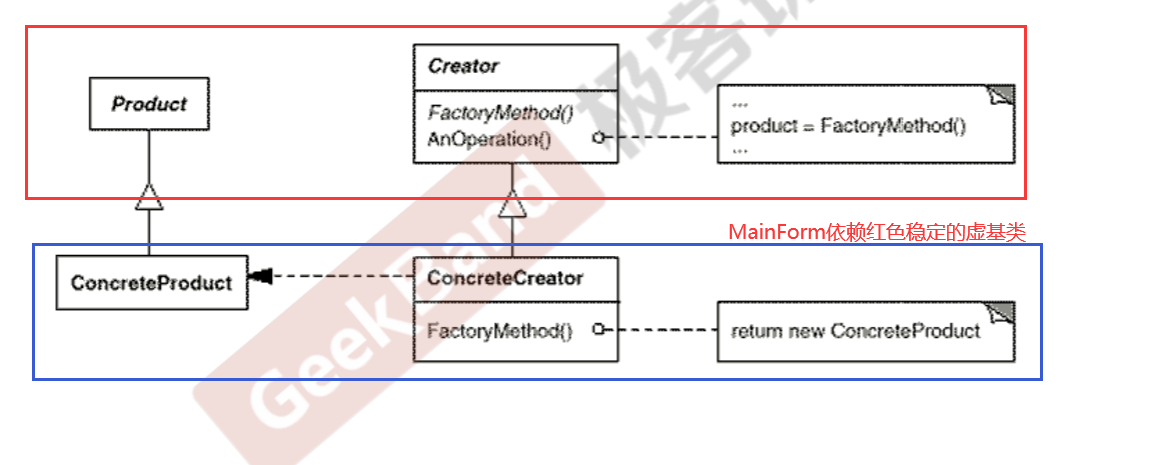 Product
Creator
FactoryMethod()
AnOperation()
...
product = FactoryMethod()
...
MainForm依赖红色稳定的虚基类
ConcreteProduct
ConcreteCreator
FactoryMethod()
return new ConcreteProduct
GeekBand
极客